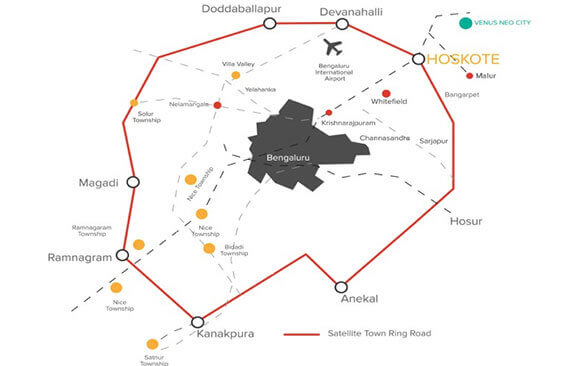 Doddaballapur
Devanahalli
VENUS NEO CITY
HOSKOTE
Villa Valley
Bengaluru
International
Airport
Malur
Yelahanka
Bangarpet
Whitefield
Nelamangala
Solur
Township
Krishnarajpuram
Channasandra
Sarjapur
Bengaluru
Nice Township
Magadi
Nice
Township
Hosur
Ramnagaram
Township
Bidadi Township
Ramnagram
Nice
Township
Anekal
Kanakpura
Satellite Town Ring Road
Satnur
Township